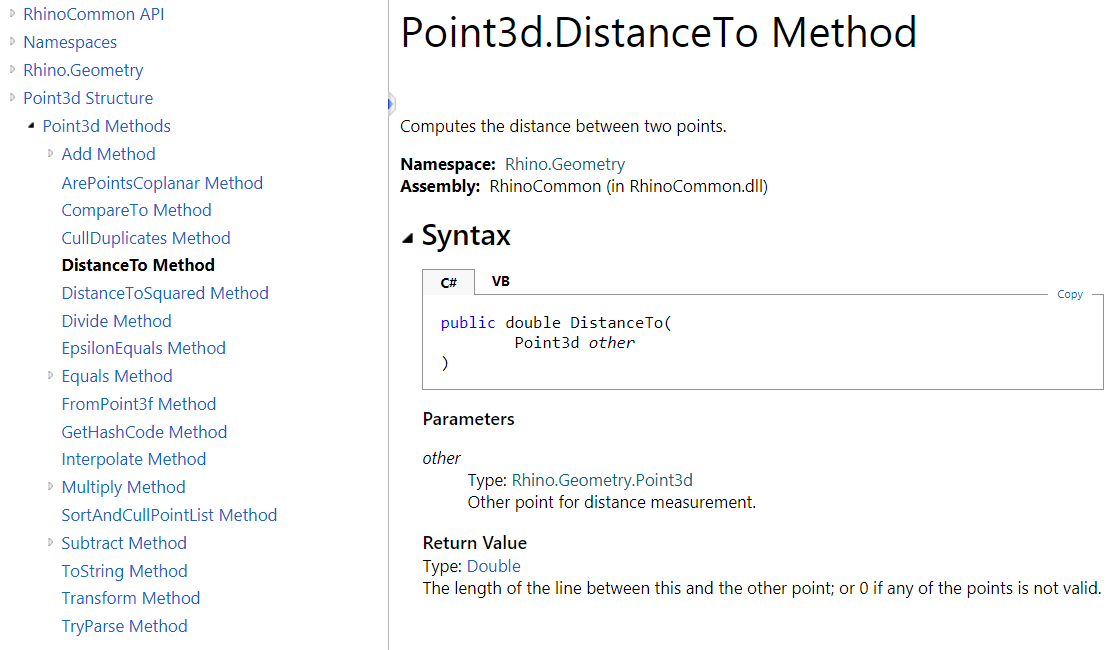 RhinoCommon API
Namespaces
Rhino.Geometry
Point3d Structure
Point3d Methods
Add Method
ArePointsCoplanar Method
CompareTo Method
CullDuplicates Method
DistanceTo Method
DistanceToSquared Method
Divide Method
EpsilonEquals Method
Equals Method
FromPoint3f Method
GetHashCode Method
Interpolate Method
Multiply Method
SortAndCullPointList Method
Subtract Method
ToString Method
Transform Method
TryParse Method
Point3d.DistanceTo Method
Computes the distance between two points.
Namespace: Rhino.Geometry
Assembly: RhinoCommon (in RhinoCommon.dll)
Syntax
C# VB
Copy
public double DistanceTo(
Point3d other
)
Parameters
other
Type: Rhino.Geometry.Point3d
Other point for distance measurement.
Return Value
Type: Double
The length of the line between this and the other point; or 0 if any of the points is not valid.